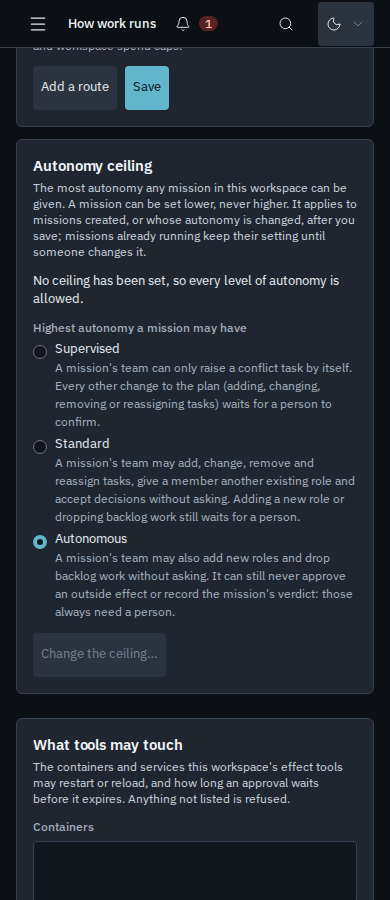 How work runs
1
and workspace spend caps.
Add a route
Save
Autonomy ceiling
The most autonomy any mission in this workspace can be
given. A mission can be set lower, never higher. It applies to
missions created, or whose autonomy is changed, after you
save; missions already running keep their setting until
someone changes it.
No ceiling has been set, so every level of autonomy is
allowed.
Highest autonomy a mission may have
Supervised
A mission's team can only raise a conflict task by itself.
Every other change to the plan (adding, changing,
removing or reassigning tasks) waits for a person to
confirm.
Standard
A mission's team may add, change, remove and
reassign tasks, give a member another existing role and
accept decisions without asking. Adding a new role or
dropping backlog work still waits for a person.
Autonomous
A mission's team may also add new roles and drop
backlog work without asking. It can still never approve
an outside effect or record the mission's verdict: those
always need a person.
Change the ceiling…
What tools may touch
The containers and services this workspace's effect tools
may restart or reload, and how long an approval waits
before it expires. Anything not listed is refused.
Containers